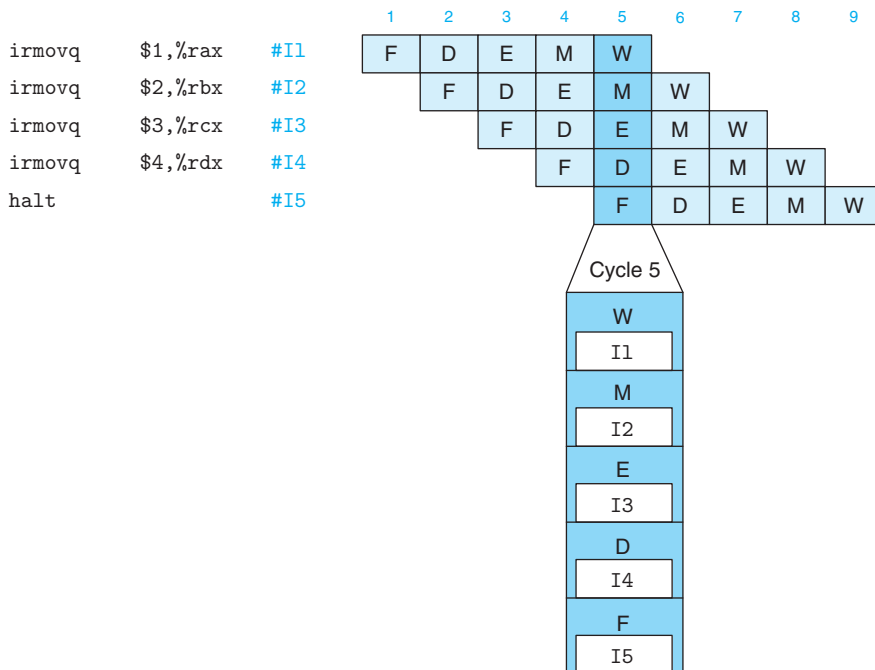 1 2 3 4 5 6 7 8 9
irmovq $1,%rax #I1 F D E M W
irmovq $2,%rbx #I2 F D E M W
irmovq $3,%rcx #I3 F D E M W
irmovq $4,%rdx #I4 F D E M W
halt #I5 F D E M W
Cycle 5
W
I1
M
I2
E
I3
D
I4
F
I5